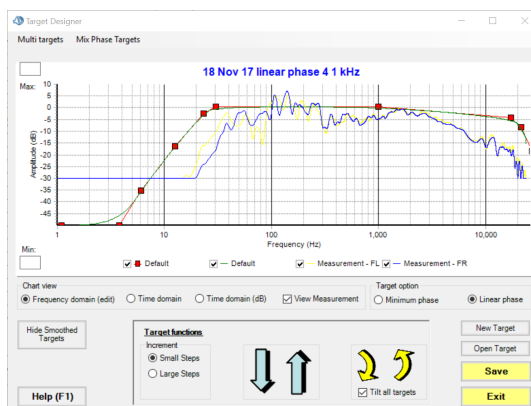 Target Designer
Multi targets Mix Phase Targets
18 Nov 17 linear phase 4 1 kHz
Max:
10
5
0
-5
-10
-15
-20
-25
-30
-35
-40
-45
Amplitude (dB)
1 10 100 1,000 10,000
Frequency (Hz)
Min:
Default Default Measurement - FL Measurement - FR
Chart view
Frequency domain (edit) Time domain Time domain (dB) View Measurement
Target option
Minimum phase Linear phase
Hide Smoothed
Targets
Target functions
Increment
Small Steps
Large Steps
Tilt all targets
New Target
Open Target
Save
Help (F1)
Exit